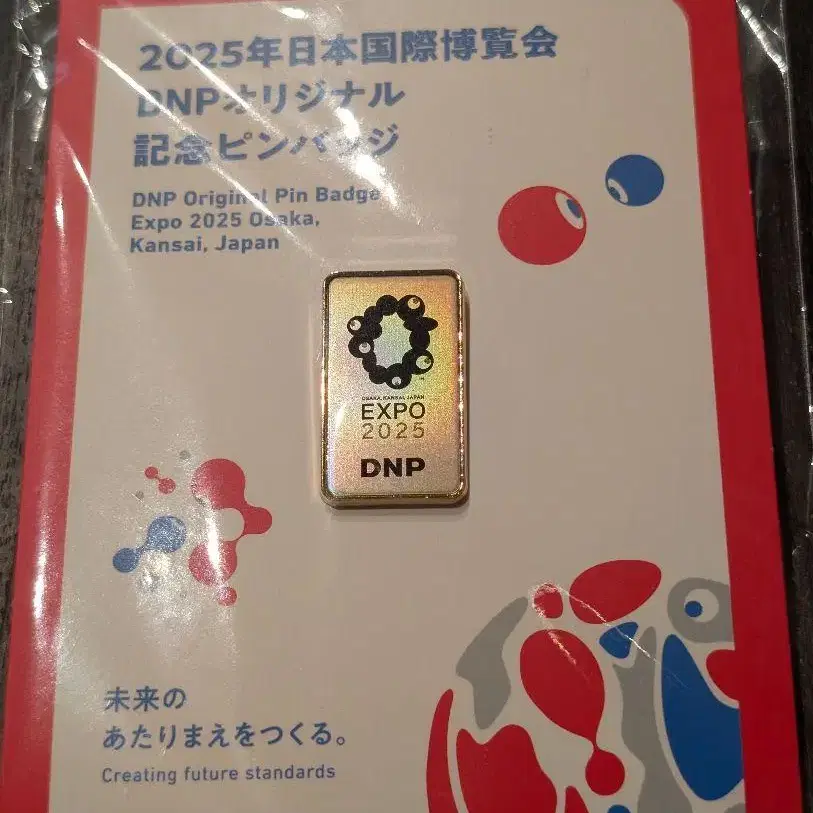 2025年日本国際博覧会
DNPオリジナル
記念ピンバッジ
DNP Original Pin Badge
Expo 2025 Osaka,
Kansai, Japan
OSAKA, KANSAI, JAPAN
EXPO
2025
DNP
未来の
あたりまえをつくる。
Creating future standards